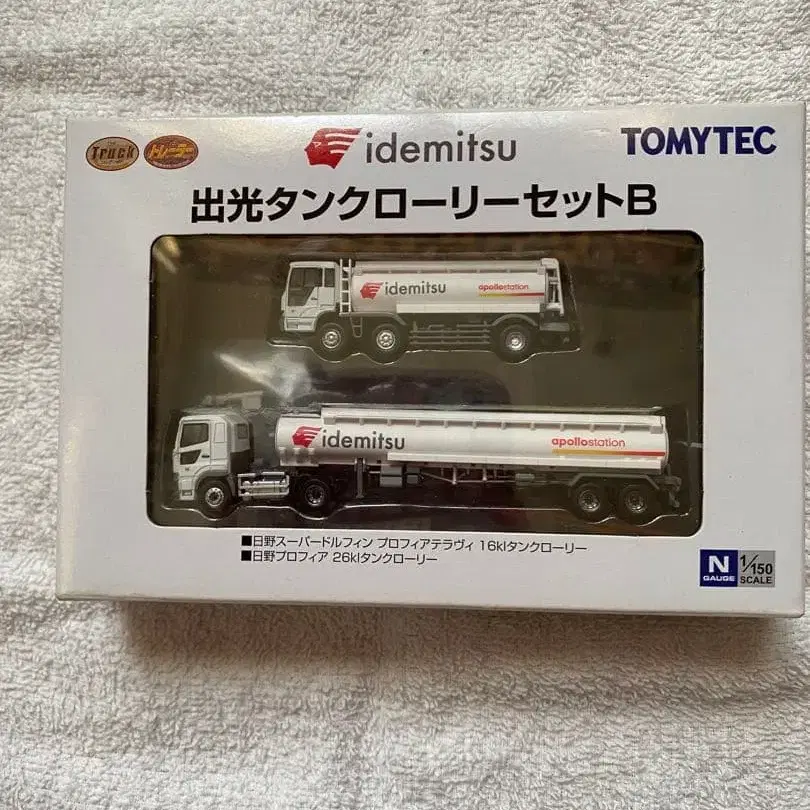 Truck トレーラー idemitsu TOMYTEC
出光タンクローリーセットB
idemitsu apollostation
idemitsu apollostation
■日野スーパードルフィン プロフィアテラヴィ 16klタンクローリー
■日野プロフィア 26klタンクローリー
N GAUGE 1/150 SCALE